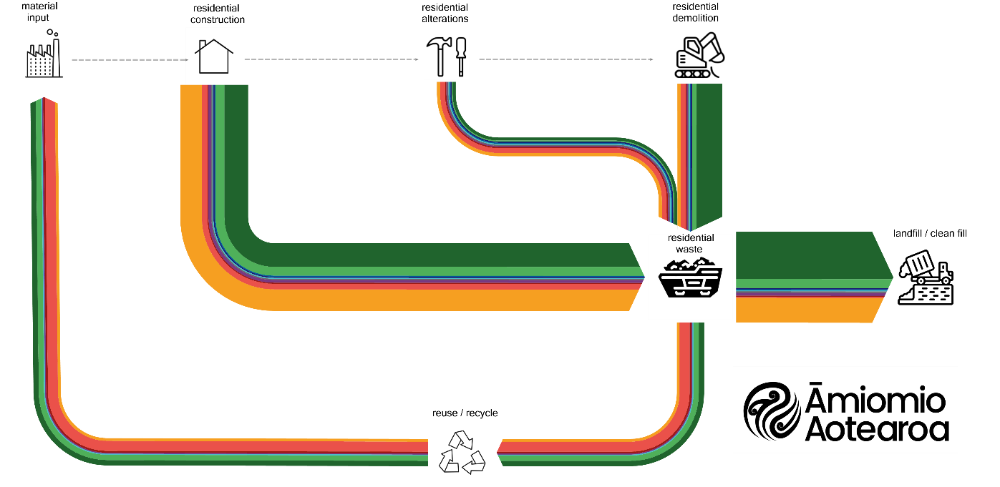 material
input
residential
construction
residential
alterations
residential
demolition
residential
waste
landfill / clean fill
reuse / recycle
Āmiomio
Aotearoa